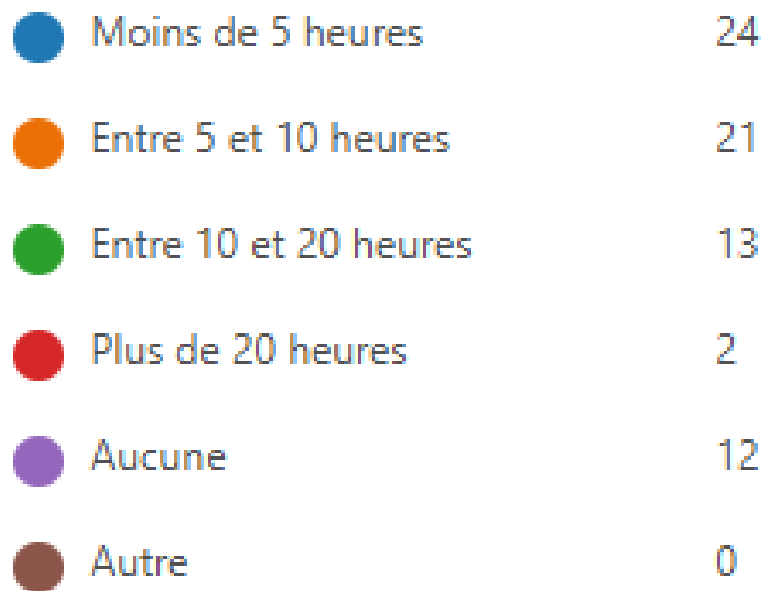 Moins de 5 heures 24
Entre 5 et 10 heures 21
Entre 10 et 20 heures 13
Plus de 20 heures 2
Aucune 12
Autre 0